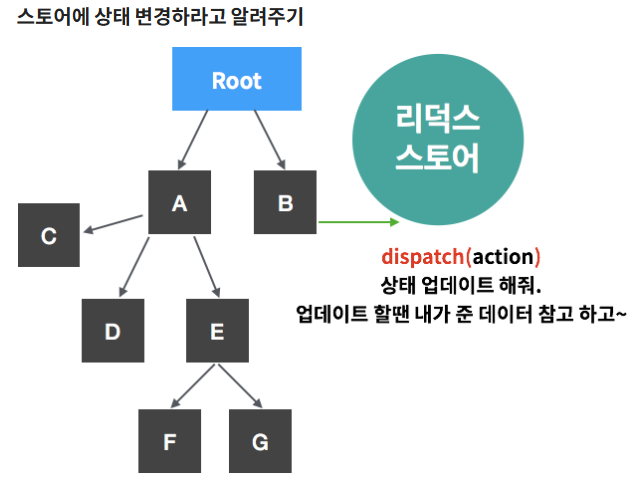 스토어에 상태 변경하라고 알려주기
Root
리덕스
스토어
A
B
C
dispatch(action)
상태 업데이트 해줘.
업데이트 할땐 내가 준 데이터 참고 하고~
D
E
F
G